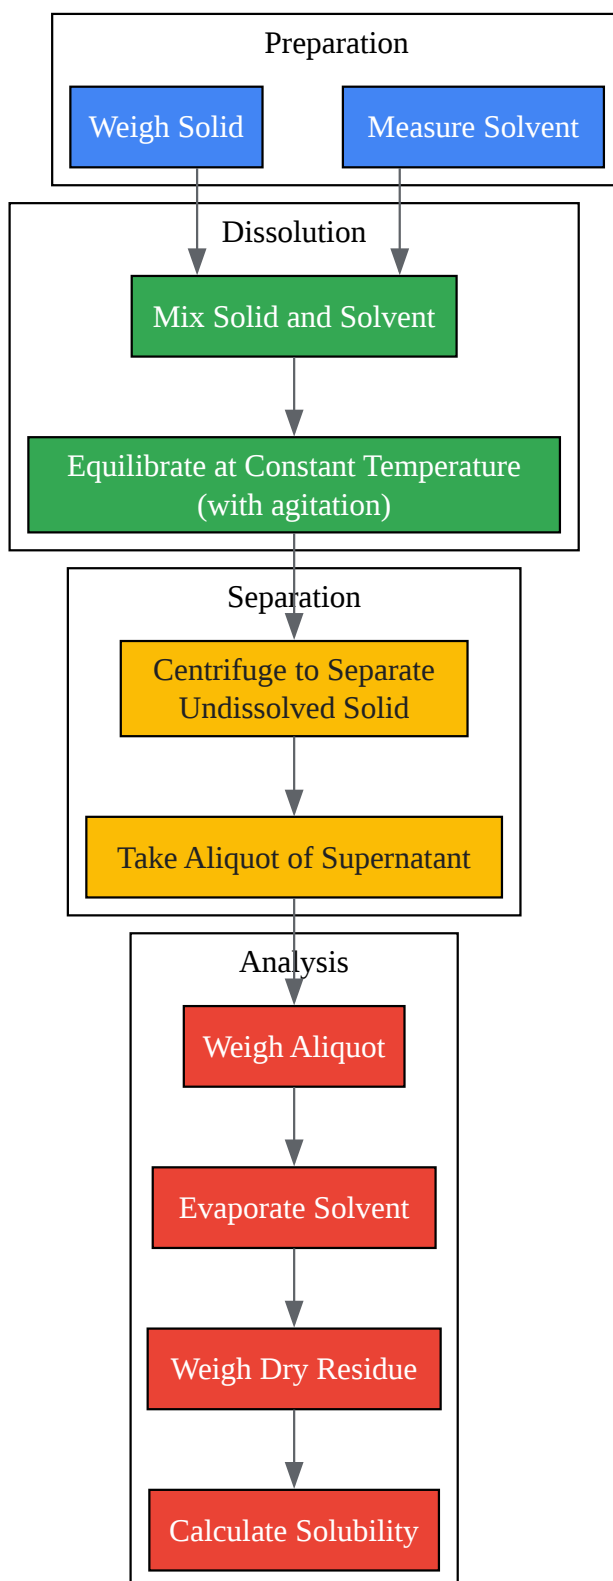 Preparation
Weigh Solid
Measure Solvent
Dissolution
Mix Solid and Solvent
Equilibrate at Constant Temperature
(with agitation)
Separation
Centrifuge to Separate
Undissolved Solid
Take Aliquot of Supernatant
Analysis
Weigh Aliquot
Evaporate Solvent
Weigh Dry Residue
Calculate Solubility